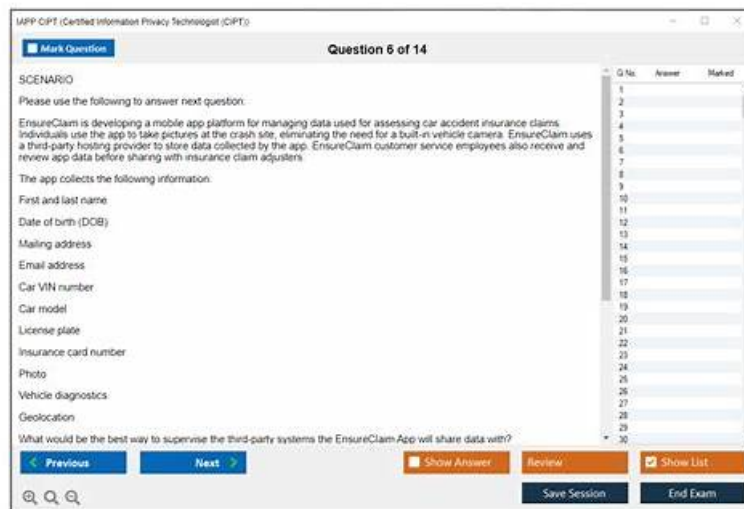 IAPP CIPT (Certified Information Privacy Technologist (CIPT))
Mark Question
Question 6 of 14
SCENARIO
Please use the following to answer next question:
EnsureClaim is developing a mobile app platform for managing data used for assessing car accident insurance claims.
Individuals use the app to take pictures at the crash site, eliminating the need for a built-in vehicle camera. EnsureClaim uses
a third-party hosting provider to store data collected by the app. EnsureClaim customer service employees also receive and
review app data before sharing with insurance claim adjusters.
The app collects the following information:
First and last name
Date of birth (DOB)
Mailing address
Email address
Car VIN number
Car model
License plate
Insurance card number
Photo
Vehicle diagnostics
Geolocation
What would be the best way to supervise the third-party systems the EnsureClaim App will share data with?
Q No. Answer Marked
1
2
3
4
5
6
7
8
9
10
11
12
13
14
15
16
17
18
19
20
21
22
23
24
25
26
27
28
29
30
Previous
Next
Show Answer
Review
Show List
Save Session
End Exam